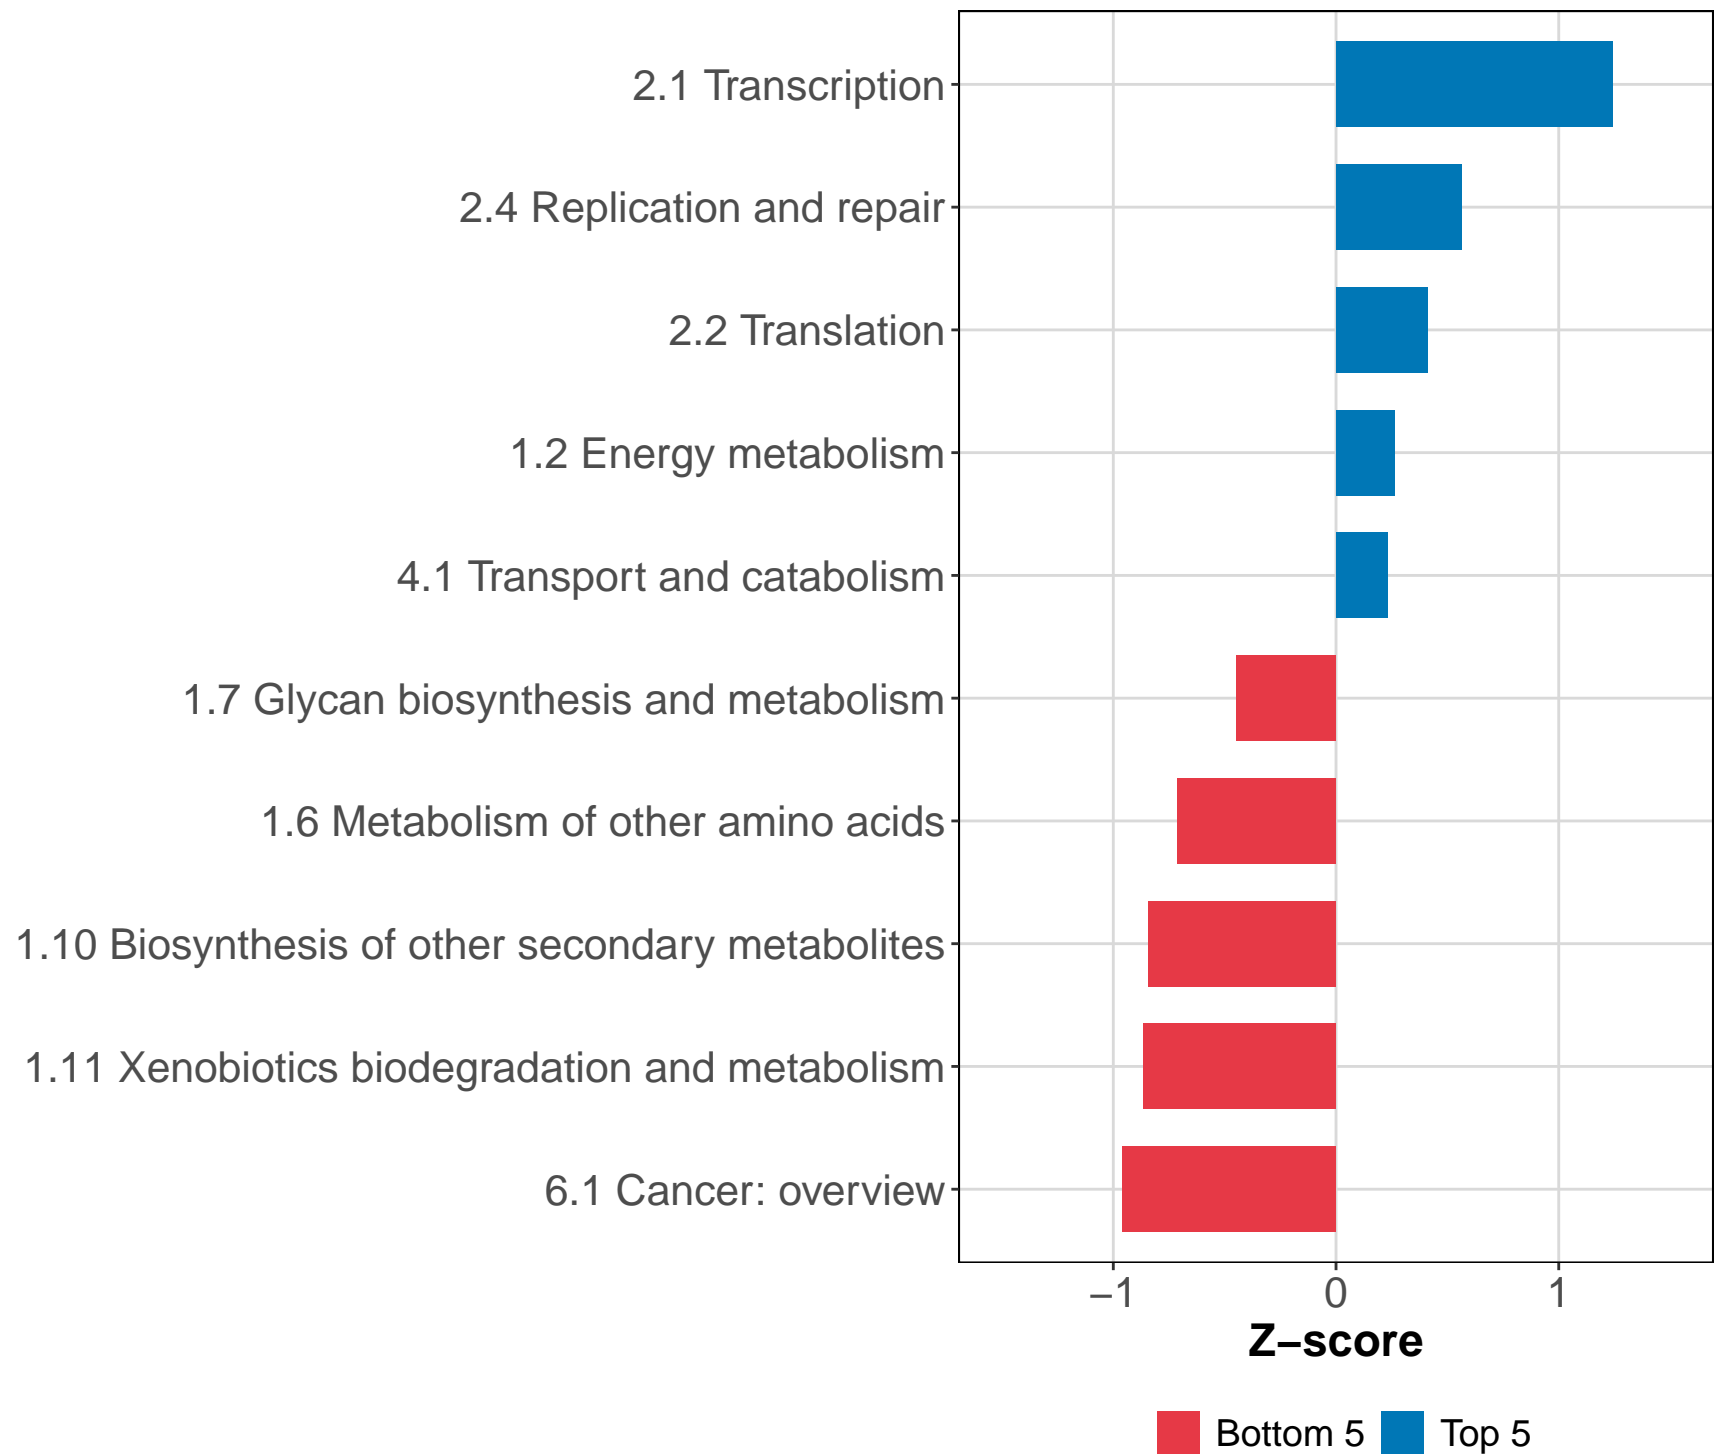 2.1 Transcription
2.4 Replication and repair
2.2 Translation
1.2 Energy metabolism
4.1 Transport and catabolism
1.7 Glycan biosynthesis and metabolism
1.6 Metabolism of other amino acids
1.10 Biosynthesis of other secondary metabolites
1.11 Xenobiotics biodegradation and metabolism
6.1 Cancer: overview
−1 0 1
Z−score
Bottom 5 Top 5